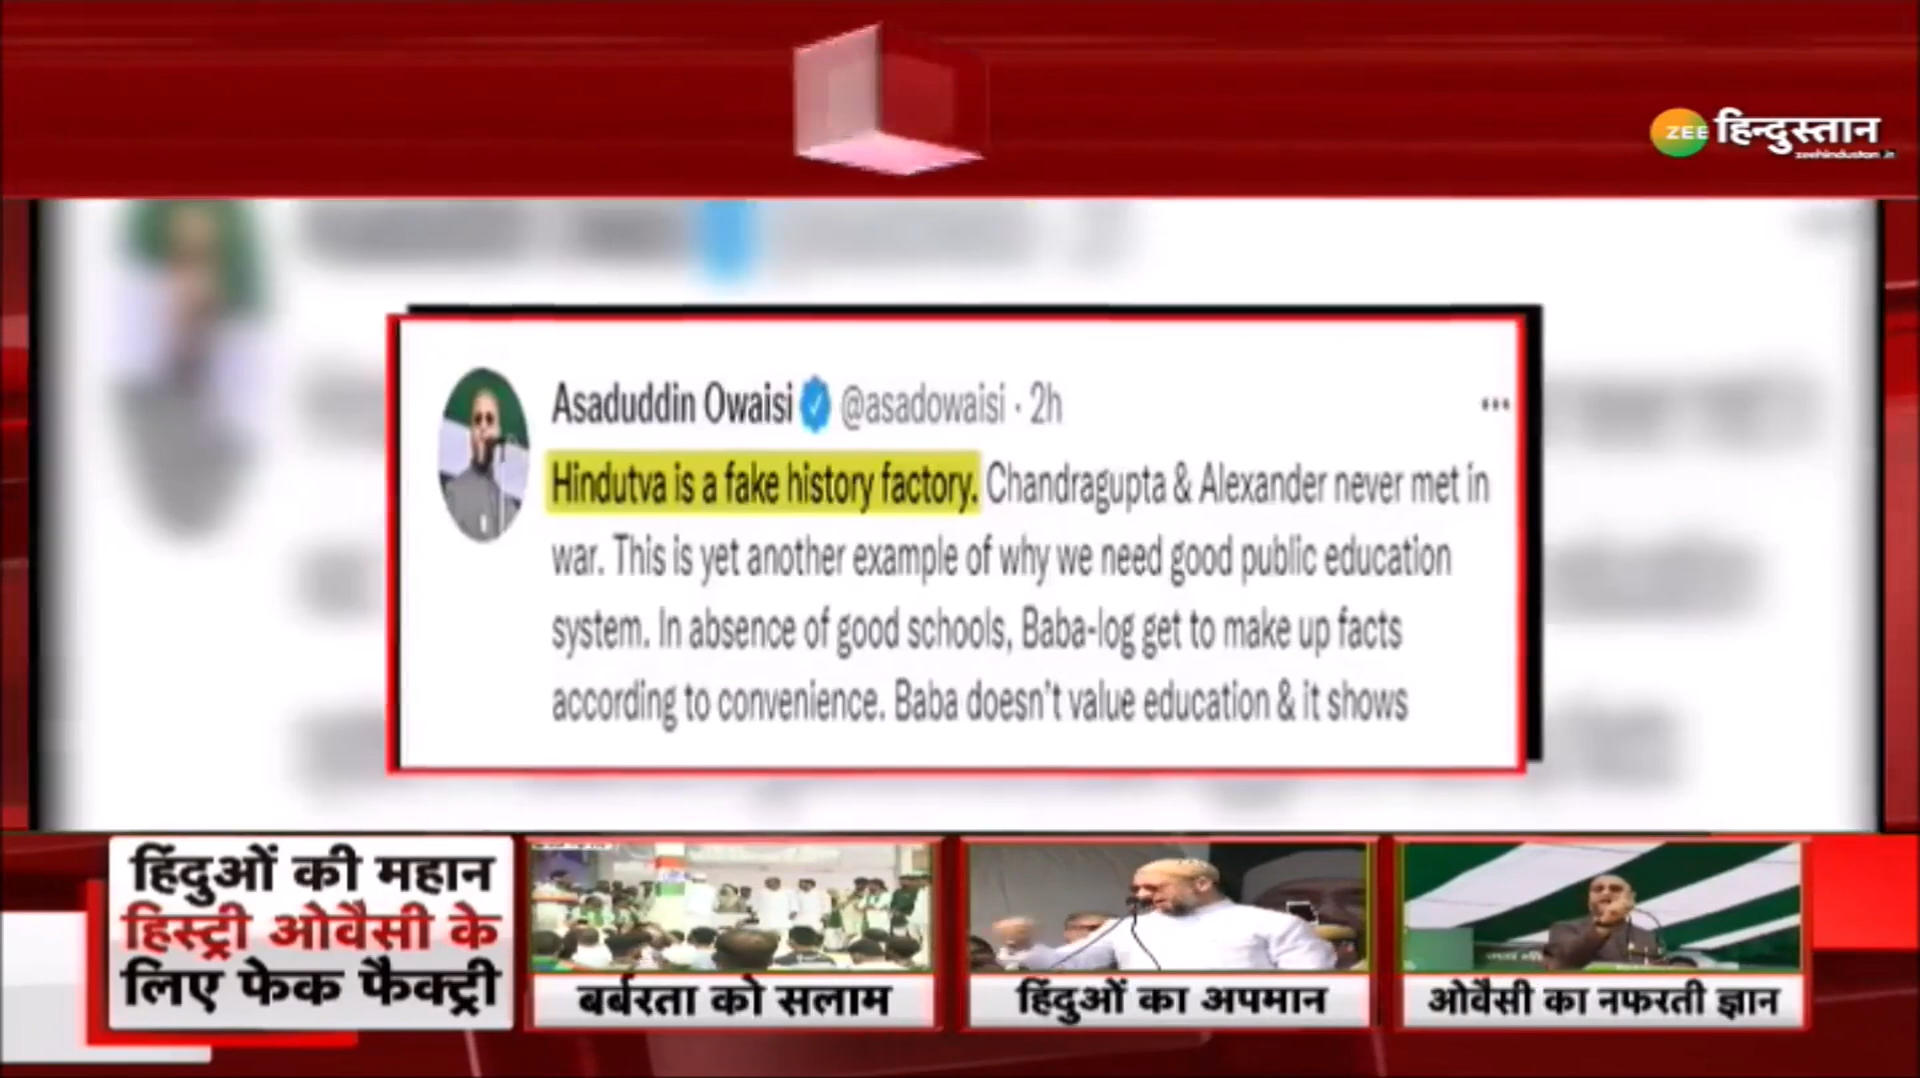 ZEE हिन्दुस्तान
zeehindustan.in
Asaduddin Owaisi @asadowaisi · 2h
Hindutva is a fake history factory. Chandragupta & Alexander never met in
war. This is yet another example of why we need good public education
system. In absence of good schools, Baba-log get to make up facts
according to convenience. Baba doesn't value education & it shows
हिंदुओं की महान
हिस्ट्री ओवैसी के
लिए फेक फैक्ट्री
बर्बरता को सलाम
हिंदुओं का अपमान
ओवैसी का नफरती ज्ञान